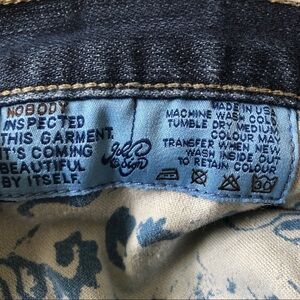 NOBODY
INSPECTED
THIS GARMENT.
IT'S COMING
BEAUTIFUL
BY ITSELF.
MADE IN USA
MACHINE WASH COLD
TUMBLE DRY MEDIUM
COLOUR MAY
TRANSFER WHEN NEW
WASH INSIDE OUT
TO RETAIN COLOUR